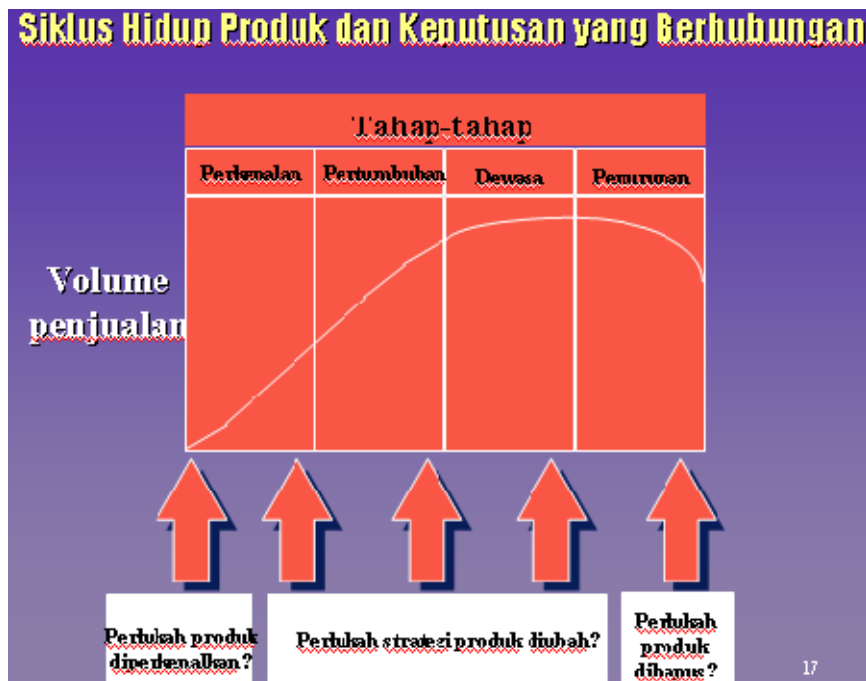 Siklus Hidup Produk dan Keputusan yang Berhubungan
Tahap-tahap
Perkenalan
Pertumbuhan
Dewasa
Penurunan
Volume
penjualan
Perlukah produk
diperkenalkan?
Perlukah strategi produk diubah?
Perlukah
produk
dihapus?
17